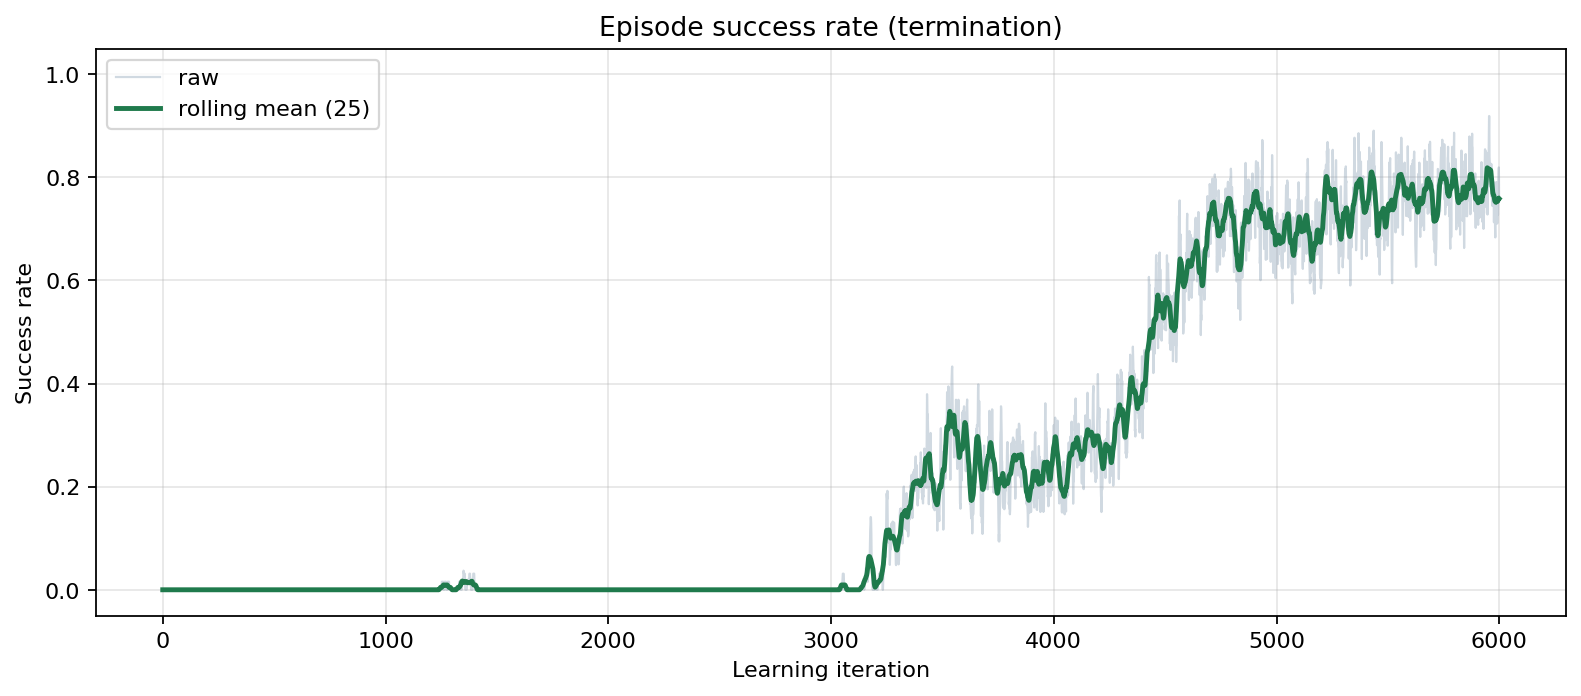 Episode success rate (termination)
raw
rolling mean (25)
Success rate
1.0
0.8
0.6
0.4
0.2
0.0
0 1000 2000 3000 4000 5000 6000
Learning iteration